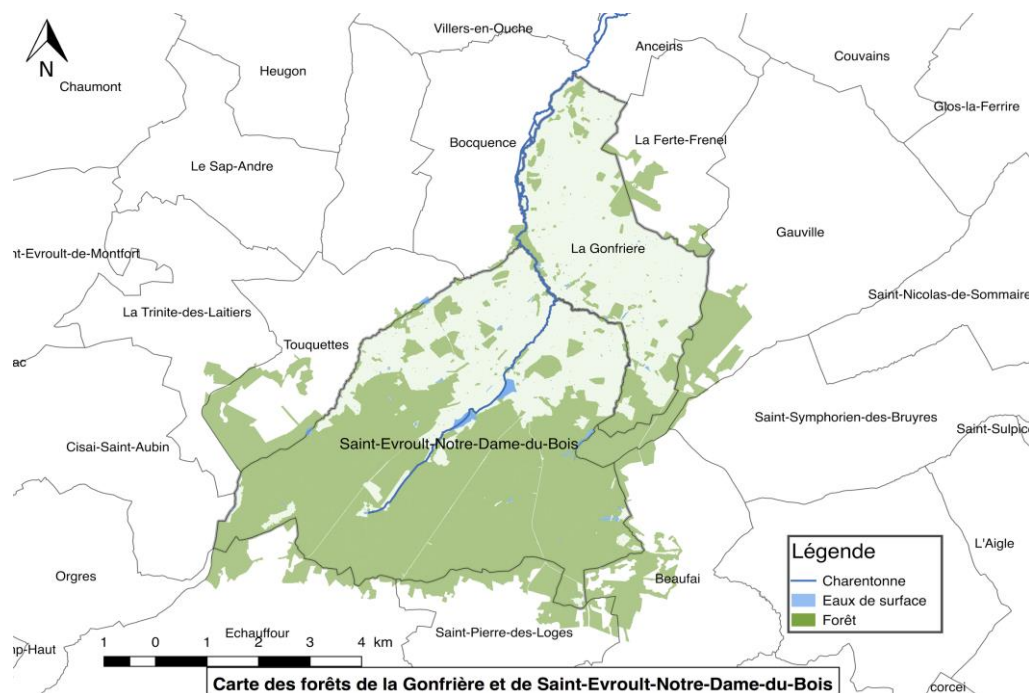 Villers-en-Ouche
Anceins
Couvains
N
Chaumont
Heugon
Glos-la-Ferrire
Bocquence
La Ferte-Frenel
Le Sap-Andre
Gauville
La Gonfriere
nt-Evroult-de-Montfort
Saint-Nicolas-de-Sommaire
La Trinite-des-Laitiers
Touquettes
ac
Saint-Symphorien-des-Bruyres
Saint-Sulpice
Cisai-Saint-Aubin
Saint-Evroult-Notre-Dame-du-Bois
L'Aigle
Légende
Charentonne
Eaux de surface
Forêt
Orgres
Beaufai
Echauffour
Saint-Pierre-des-Loges
mp-Haut
1 0 1 2 3 4 km
corcei
Carte des forêts de la Gonfrière et de Saint-Evroult-Notre-Dame-du-Bois